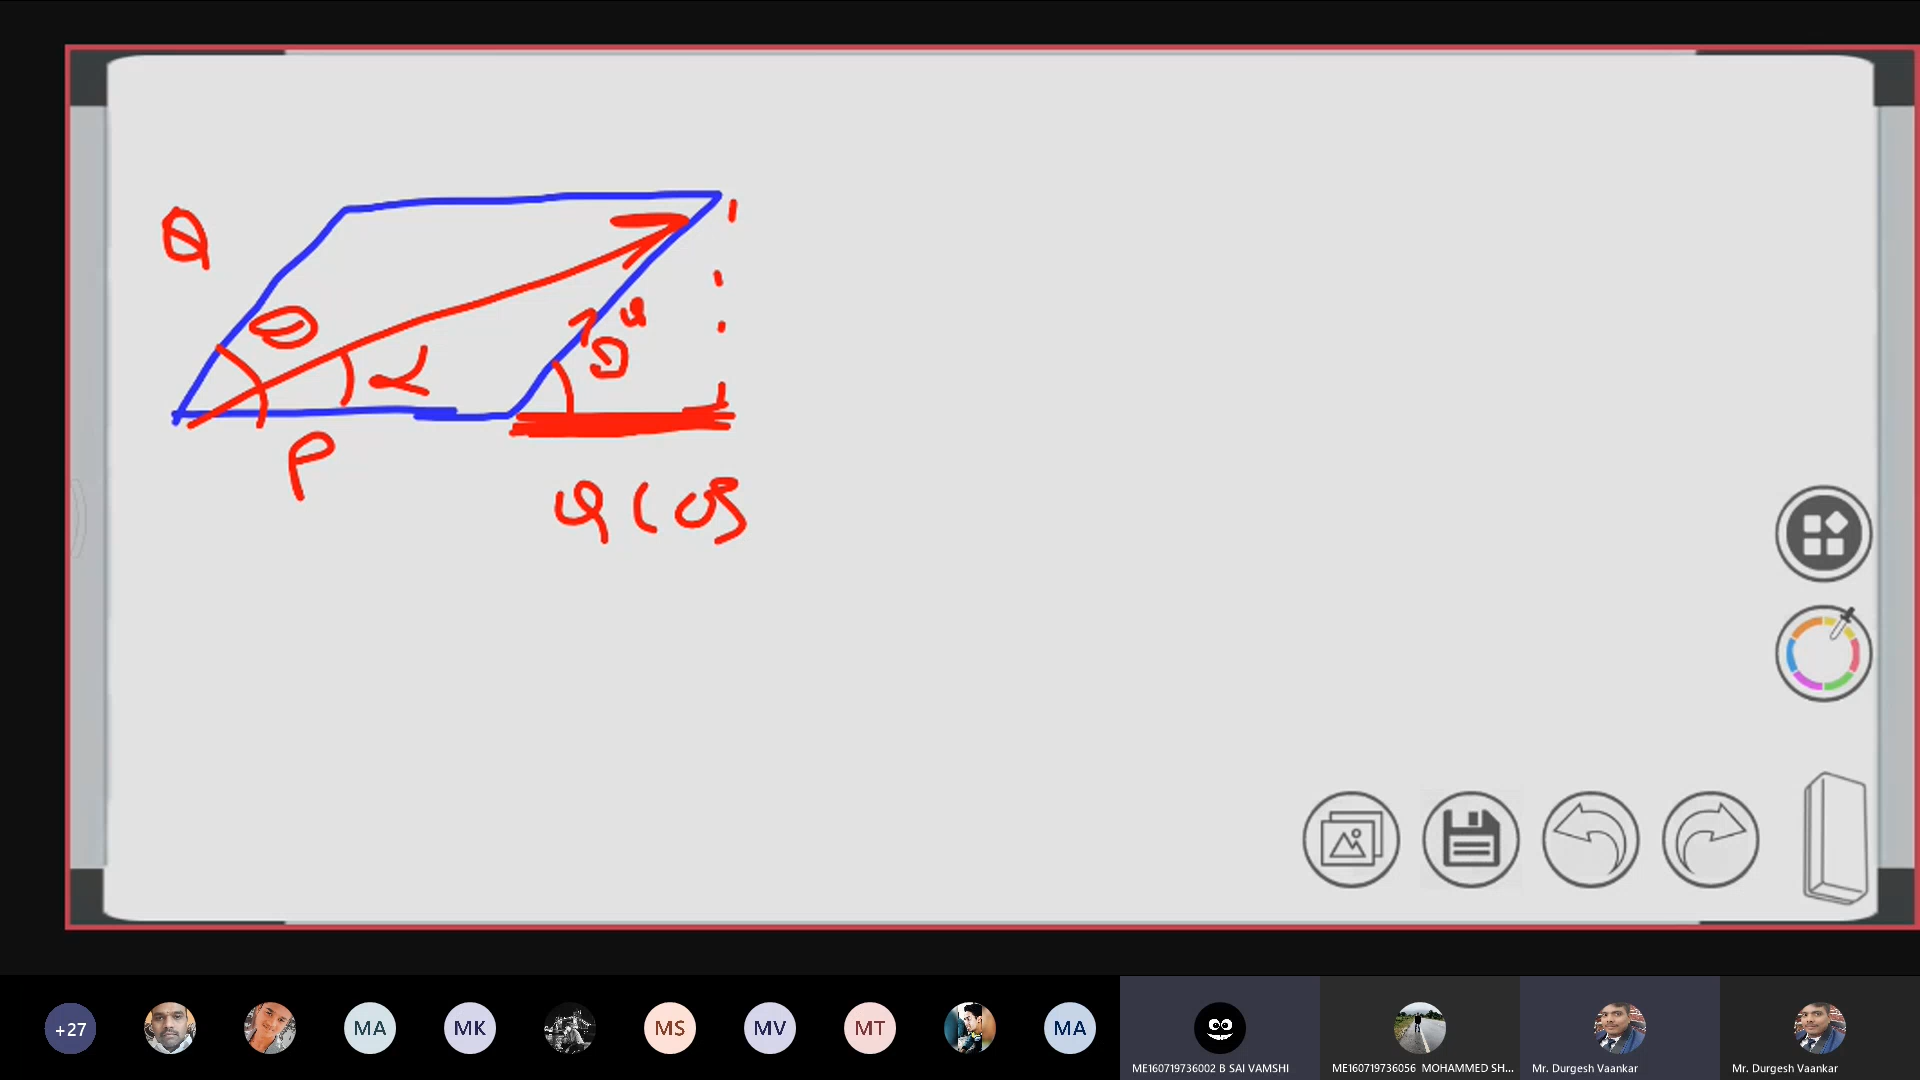 Q
θ
α
Q
θ
P
Q cos
+27
MA
MK
MS
MV
MT
MA
ME160719736002 B SAI VAMSHI
ME160719736056 MOHAMMED SH...
Mr. Durgesh Vaankar
Mr. Durgesh Vaankar